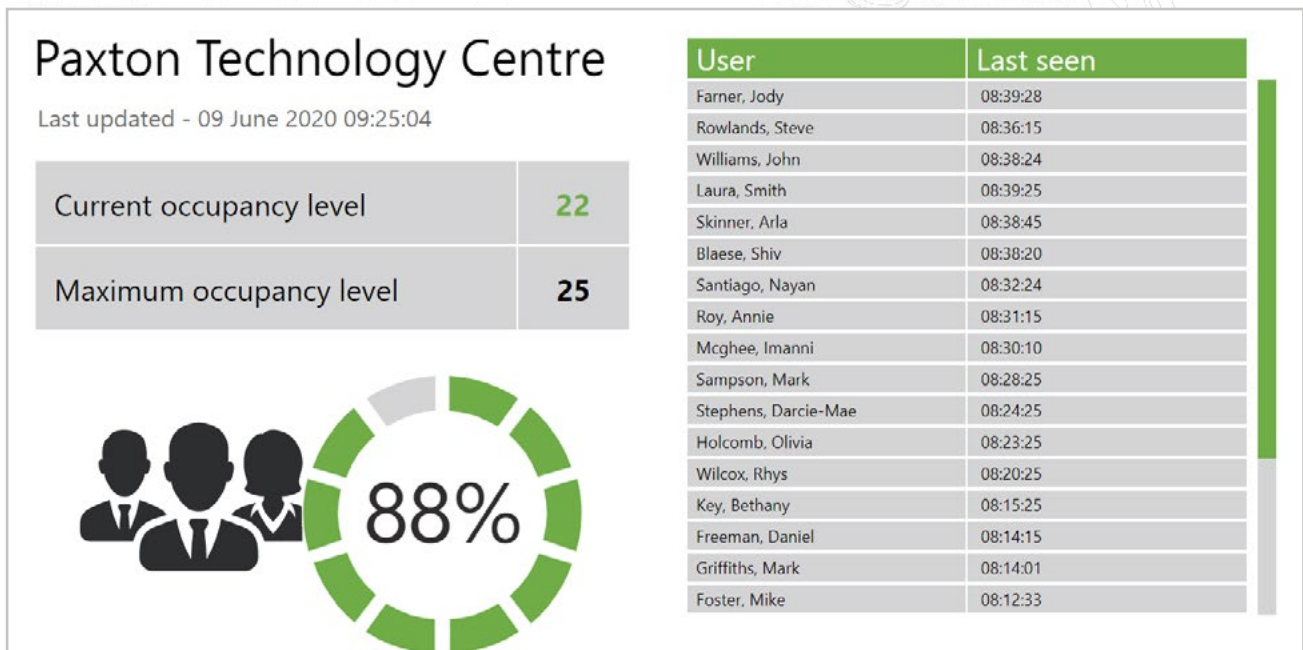 Paxton Technology Centre
Last updated - 09 June 2020 09:25:04
Current occupancy level 22
Maximum occupancy level 25
88%
User Last seen
Farner, Jody 08:39:28
Rowlands, Steve 08:36:15
Williams, John 08:38:24
Laura, Smith 08:39:25
Skinner, Arla 08:38:45
Blaese, Shiv 08:38:20
Santiago, Nayan 08:32:24
Roy, Annie 08:31:15
Mcghee, Imanni 08:30:10
Sampson, Mark 08:28:25
Stephens, Darcie-Mae 08:24:25
Holcomb, Olivia 08:23:25
Wilcox, Rhys 08:20:25
Key, Bethany 08:15:25
Freeman, Daniel 08:14:15
Griffiths, Mark 08:14:01
Foster, Mike 08:12:33